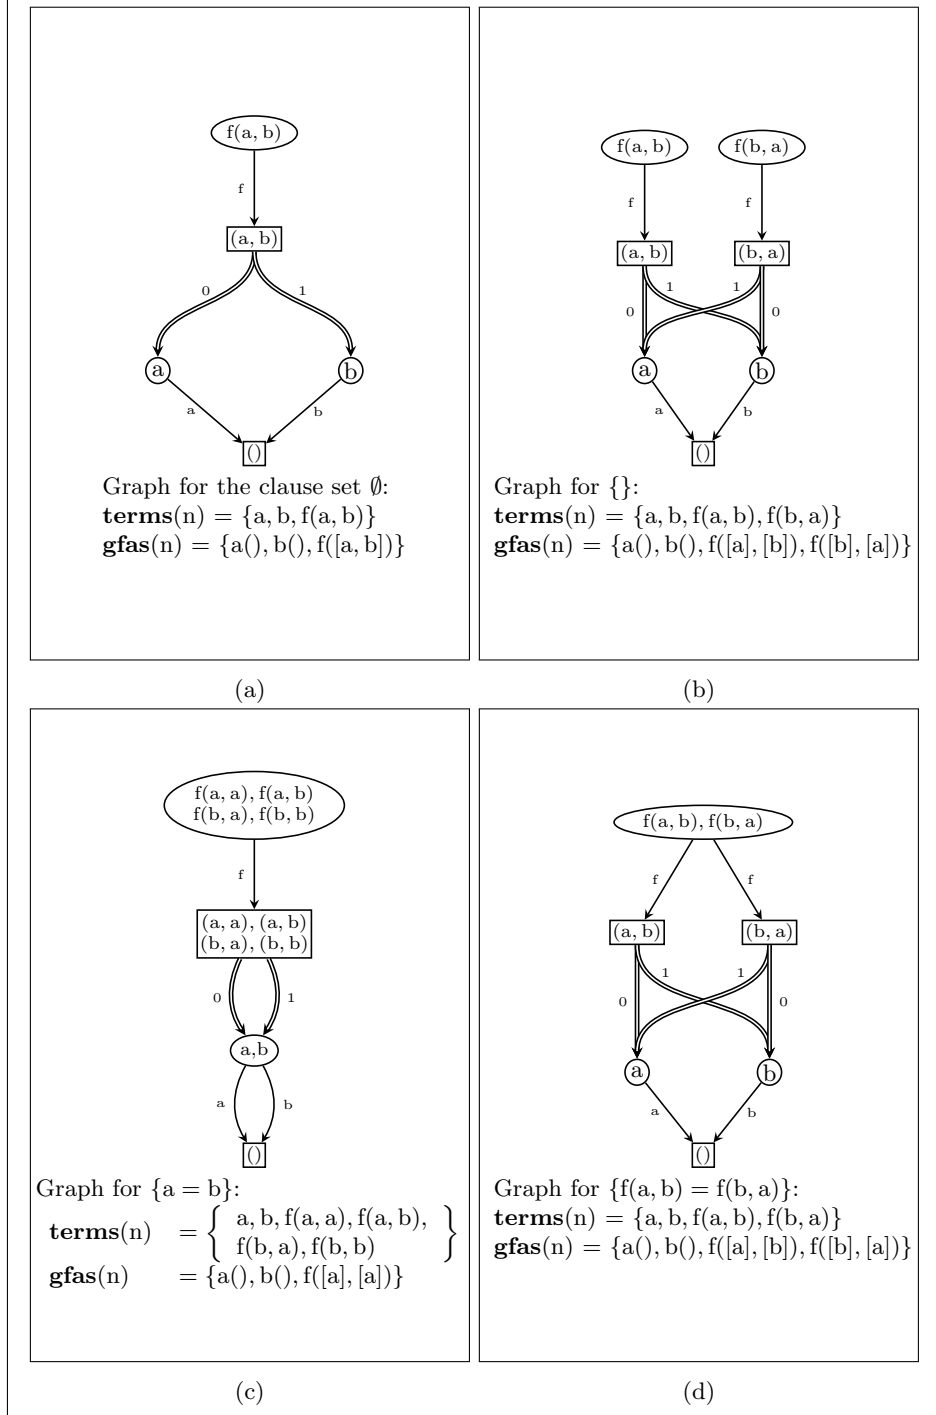 f(a, b)
f
(a, b)
0
1
a
b
a
b
()
Graph for the clause set ∅:
terms(n) = {a, b, f(a, b)}
gfas(n) = {a(), b(), f([a, b])}
(a)
f(a, b)
f(b, a)
f
f
(a, b)
(b, a)
1
1
0
0
a
b
a
b
()
Graph for {}:
terms(n) = {a, b, f(a, b), f(b, a)}
gfas(n) = {a(), b(), f([a], [b]), f([b], [a])}
(b)
f(a, a), f(a, b)
f(b, a), f(b, b)
f
(a, a), (a, b)
(b, a), (b, b)
0
1
a,b
a
b
()
Graph for {a = b}:
terms(n) = { a, b, f(a, a), f(a, b),
f(b, a), f(b, b) }
gfas(n) = {a(), b(), f([a], [a])}
(c)
f(a, b), f(b, a)
f
f
(a, b)
(b, a)
1
1
0
0
a
b
a
b
()
Graph for {f(a, b) = f(b, a)}:
terms(n) = {a, b, f(a, b), f(b, a)}
gfas(n) = {a(), b(), f([a], [b]), f([b], [a])}
(d)